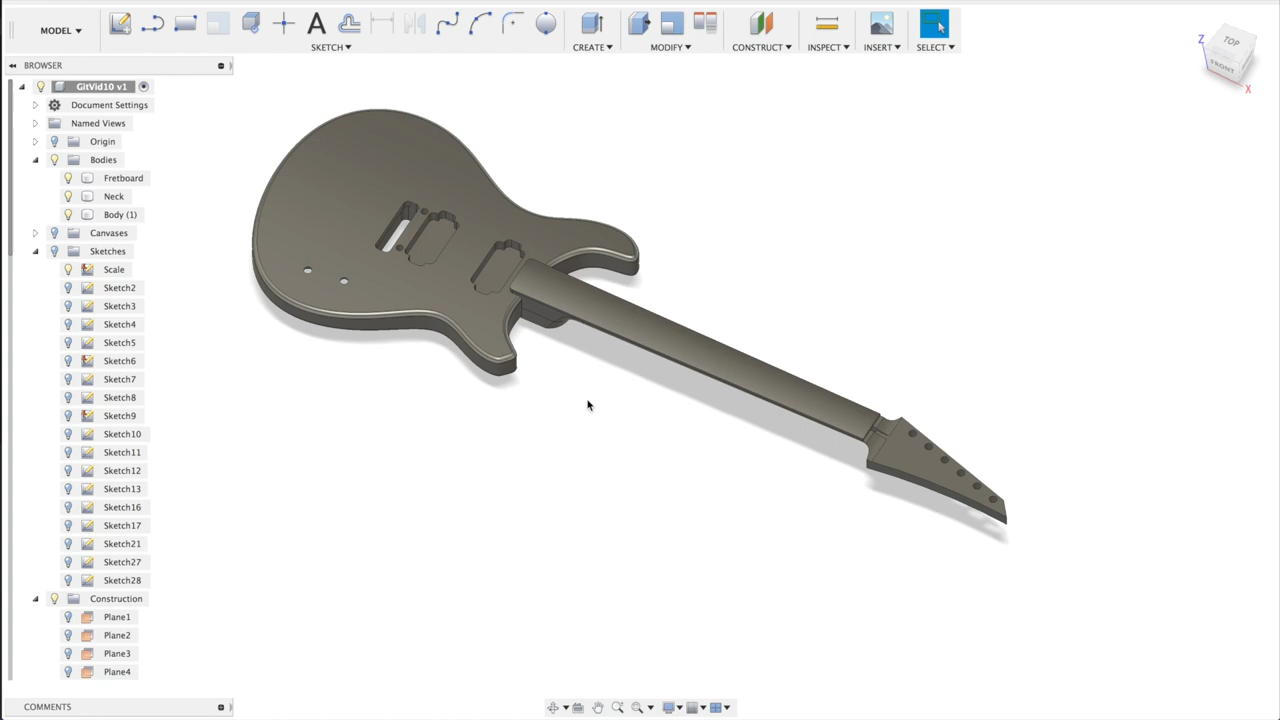 MODEL ▾
SKETCH ▾
CREATE ▾
MODIFY ▾
CONSTRUCT ▾
INSPECT ▾
INSERT ▾
SELECT ▾
TOP
FRONT
Z
X
BROWSER
GitVid10 v1
Document Settings
Named Views
Origin
Bodies
Fretboard
Neck
Body (1)
Canvases
Sketches
Scale
Sketch2
Sketch3
Sketch4
Sketch5
Sketch6
Sketch7
Sketch8
Sketch9
Sketch10
Sketch11
Sketch12
Sketch13
Sketch16
Sketch17
Sketch21
Sketch27
Sketch28
Construction
Plane1
Plane2
Plane3
Plane4
COMMENTS